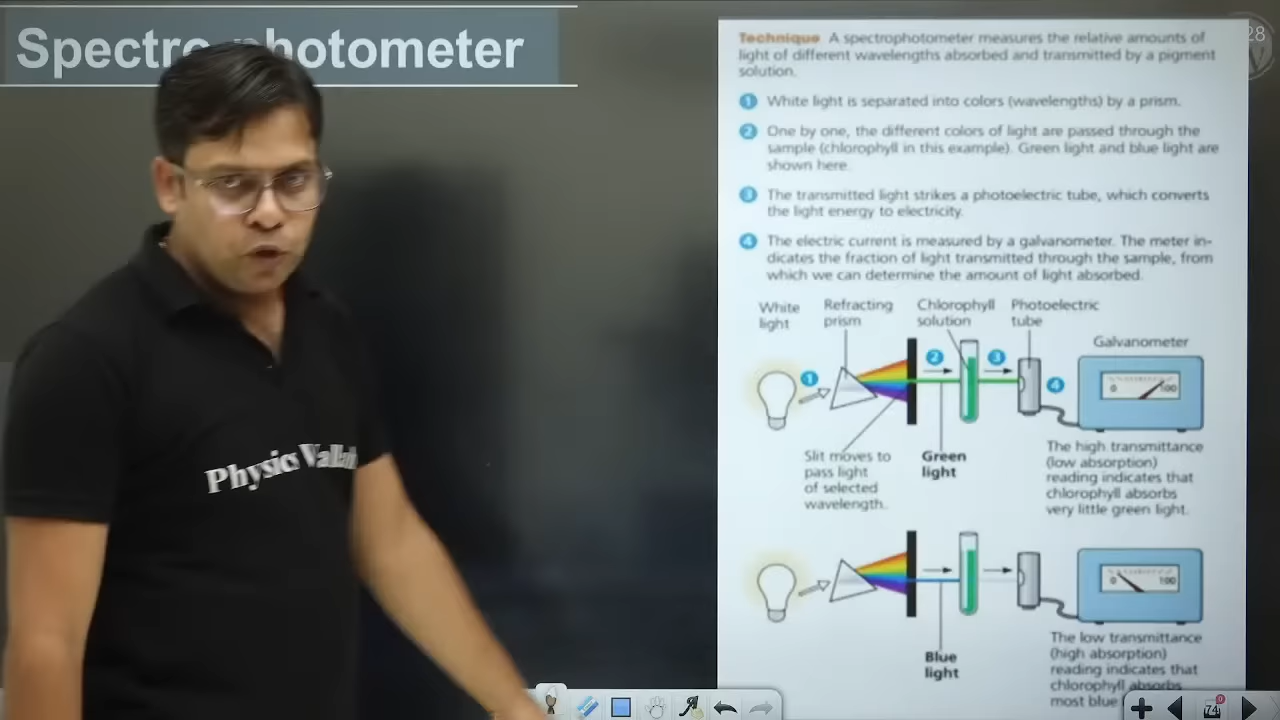 Spectro photometer
28
Technique A spectrophotometer measures the relative amounts of
light of different wavelengths absorbed and transmitted by a pigment
solution.
1 White light is separated into colors (wavelengths) by a prism.
2 One by one, the different colors of light are passed through the
sample (chlorophyll in this example). Green light and blue light are
shown here.
3 The transmitted light strikes a photoelectric tube, which converts
the light energy to electricity.
4 The electric current is measured by a galvanometer. The meter in-
dicates the fraction of light transmitted through the sample, from
which we can determine the amount of light absorbed.
White
light
Refracting
prism
Chlorophyll
solution
Photoelectric
tube
Galvanometer
1
2
3
4
0 100
Slit moves to
pass light
of selected
wavelength.
Green
light
The high transmittance
(low absorption)
reading indicates that
chlorophyll absorbs
very little green light.
0 100
Blue
light
The low transmittance
(high absorption)
reading indicates that
chlorophyll absorbs
most blue
Physics Wallah
74